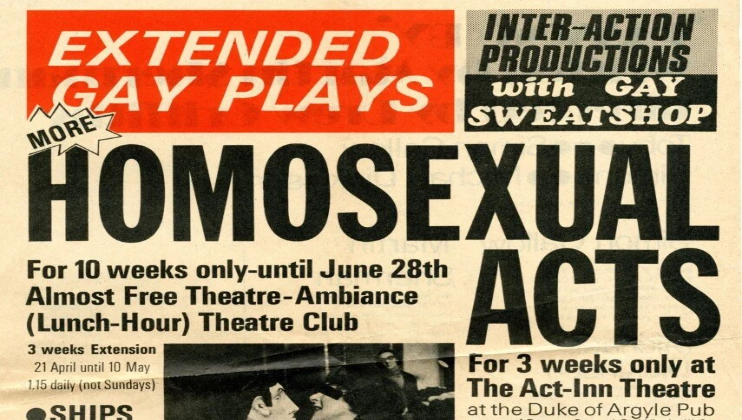 EXTENDED
GAY PLAYS
INTER-ACTION
PRODUCTIONS
with GAY
SWEATSHOP
MORE
HOMOSEXUAL
ACTS
For 10 weeks only-until June 28th
Almost Free Theatre-Ambiance
(Lunch-Hour) Theatre Club
3 weeks Extension
21 April until 10 May
1.15 daily (not Sundays)
●SHIPS
For 3 weeks only at
The Act-Inn Theatre
at the Duke of Argyle Pub